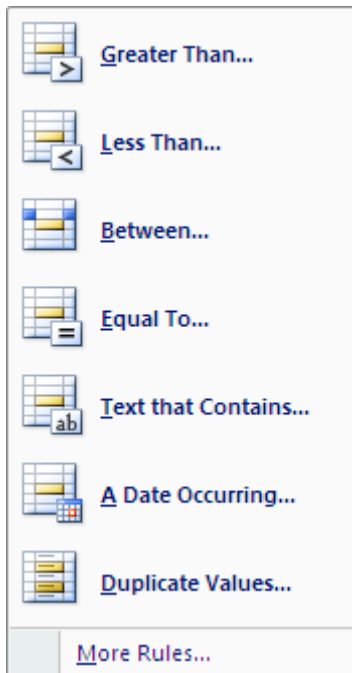 Greater Than...
Less Than...
Between...
Equal To...
Text that Contains...
A Date Occurring...
Duplicate Values...
More Rules...